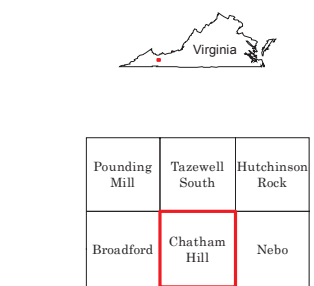 Virginia
Pounding
Mill
Tazewell
South
Hutchinson
Rock
Broadford
Chatham
Hill
Nebo